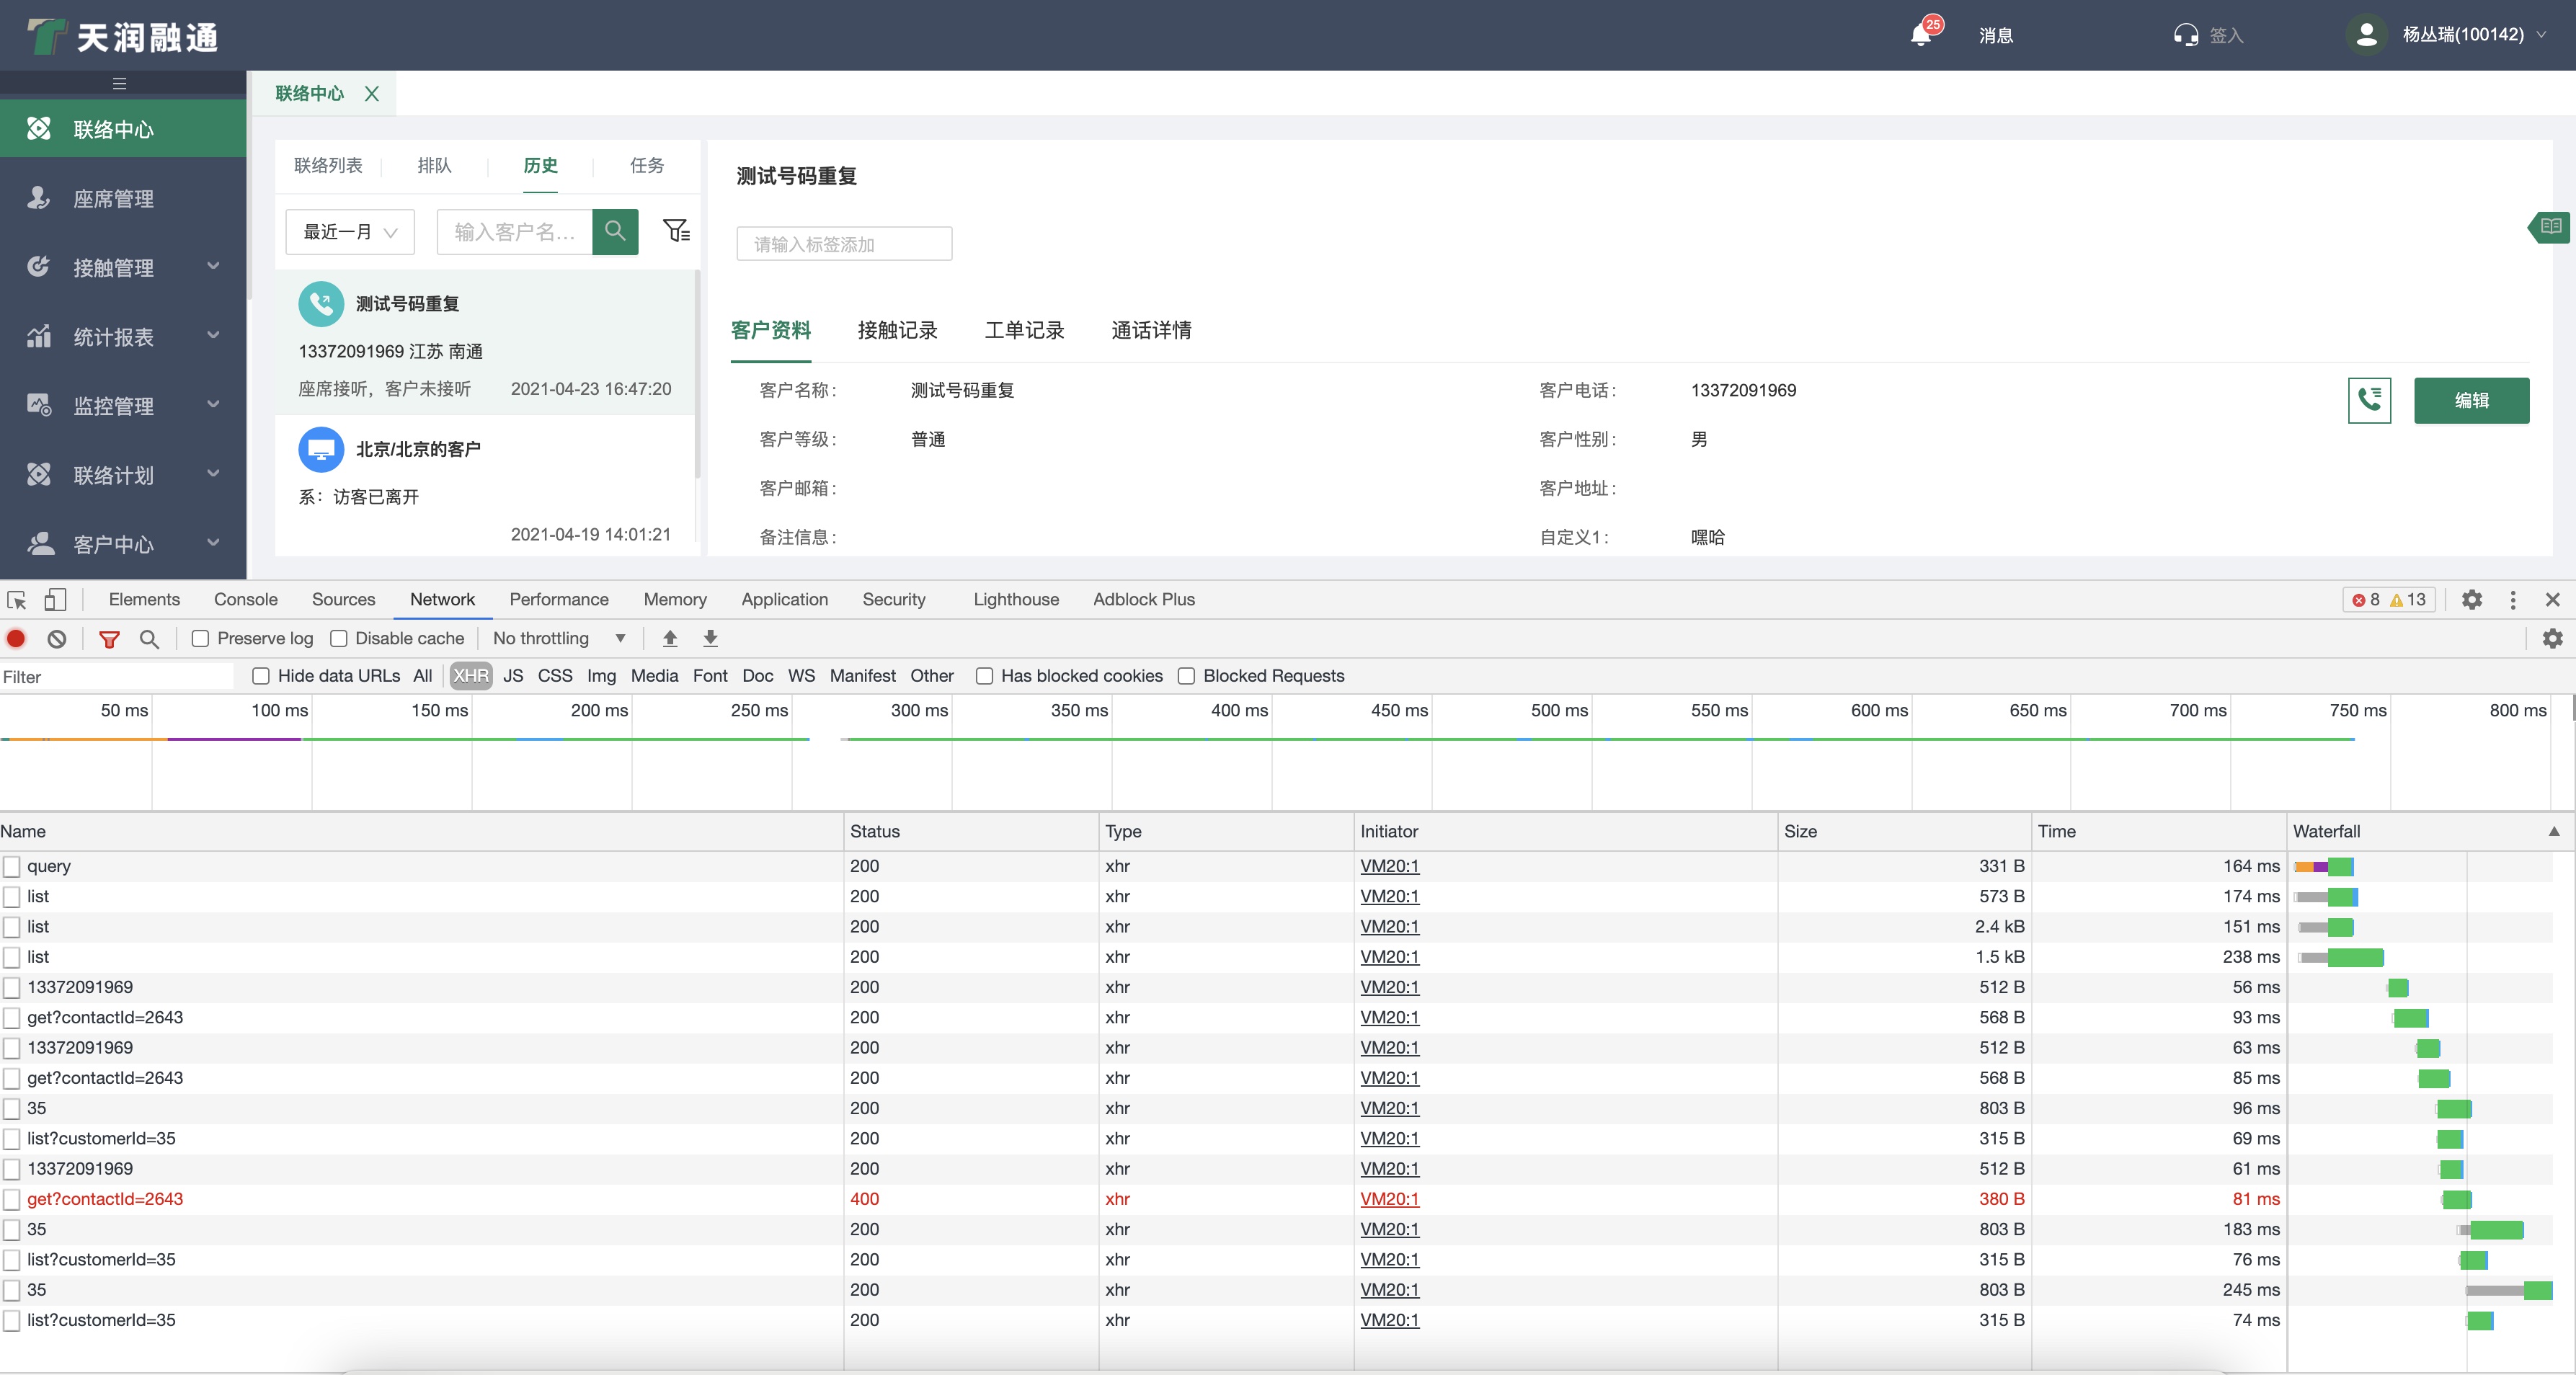 天润融通
25
消息
签入
杨丛瑞(100142)
联络中心
座席管理
接触管理
统计报表
监控管理
联络计划
客户中心
联络中心
联络列表
排队
历史
任务
最近一月
输入客户名...
测试号码重复
13372091969 江苏 南通
座席接听，客户未接听 2021-04-23 16:47:20
北京/北京的客户
系：访客已离开
2021-04-19 14:01:21
测试号码重复
请输入标签添加
客户资料 接触记录 工单记录 通话详情
客户名称： 测试号码重复 客户电话： 13372091969
编辑
客户等级： 普通 客户性别： 男
客户邮箱： 客户地址：
备注信息： 自定义1： 嘿哈
Elements Console Sources Network Performance Memory Application Security Lighthouse Adblock Plus 8 13
Preserve log Disable cache No throttling
Filter Hide data URLs All XHR JS CSS Img Media Font Doc WS Manifest Other Has blocked cookies Blocked Requests
50 ms 100 ms 150 ms 200 ms 250 ms 300 ms 350 ms 400 ms 450 ms 500 ms 550 ms 600 ms 650 ms 700 ms 750 ms 800 ms
Name Status Type Initiator Size Time Waterfall
query 200 xhr VM20:1 331 B 164 ms
list 200 xhr VM20:1 573 B 174 ms
list 200 xhr VM20:1 2.4 kB 151 ms
list 200 xhr VM20:1 1.5 kB 238 ms
13372091969 200 xhr VM20:1 512 B 56 ms
get?contactId=2643 200 xhr VM20:1 568 B 93 ms
13372091969 200 xhr VM20:1 512 B 63 ms
get?contactId=2643 200 xhr VM20:1 568 B 85 ms
35 200 xhr VM20:1 803 B 96 ms
list?customerId=35 200 xhr VM20:1 315 B 69 ms
13372091969 200 xhr VM20:1 512 B 61 ms
get?contactId=2643 400 xhr VM20:1 380 B 81 ms
35 200 xhr VM20:1 803 B 183 ms
list?customerId=35 200 xhr VM20:1 315 B 76 ms
35 200 xhr VM20:1 803 B 245 ms
list?customerId=35 200 xhr VM20:1 315 B 74 ms